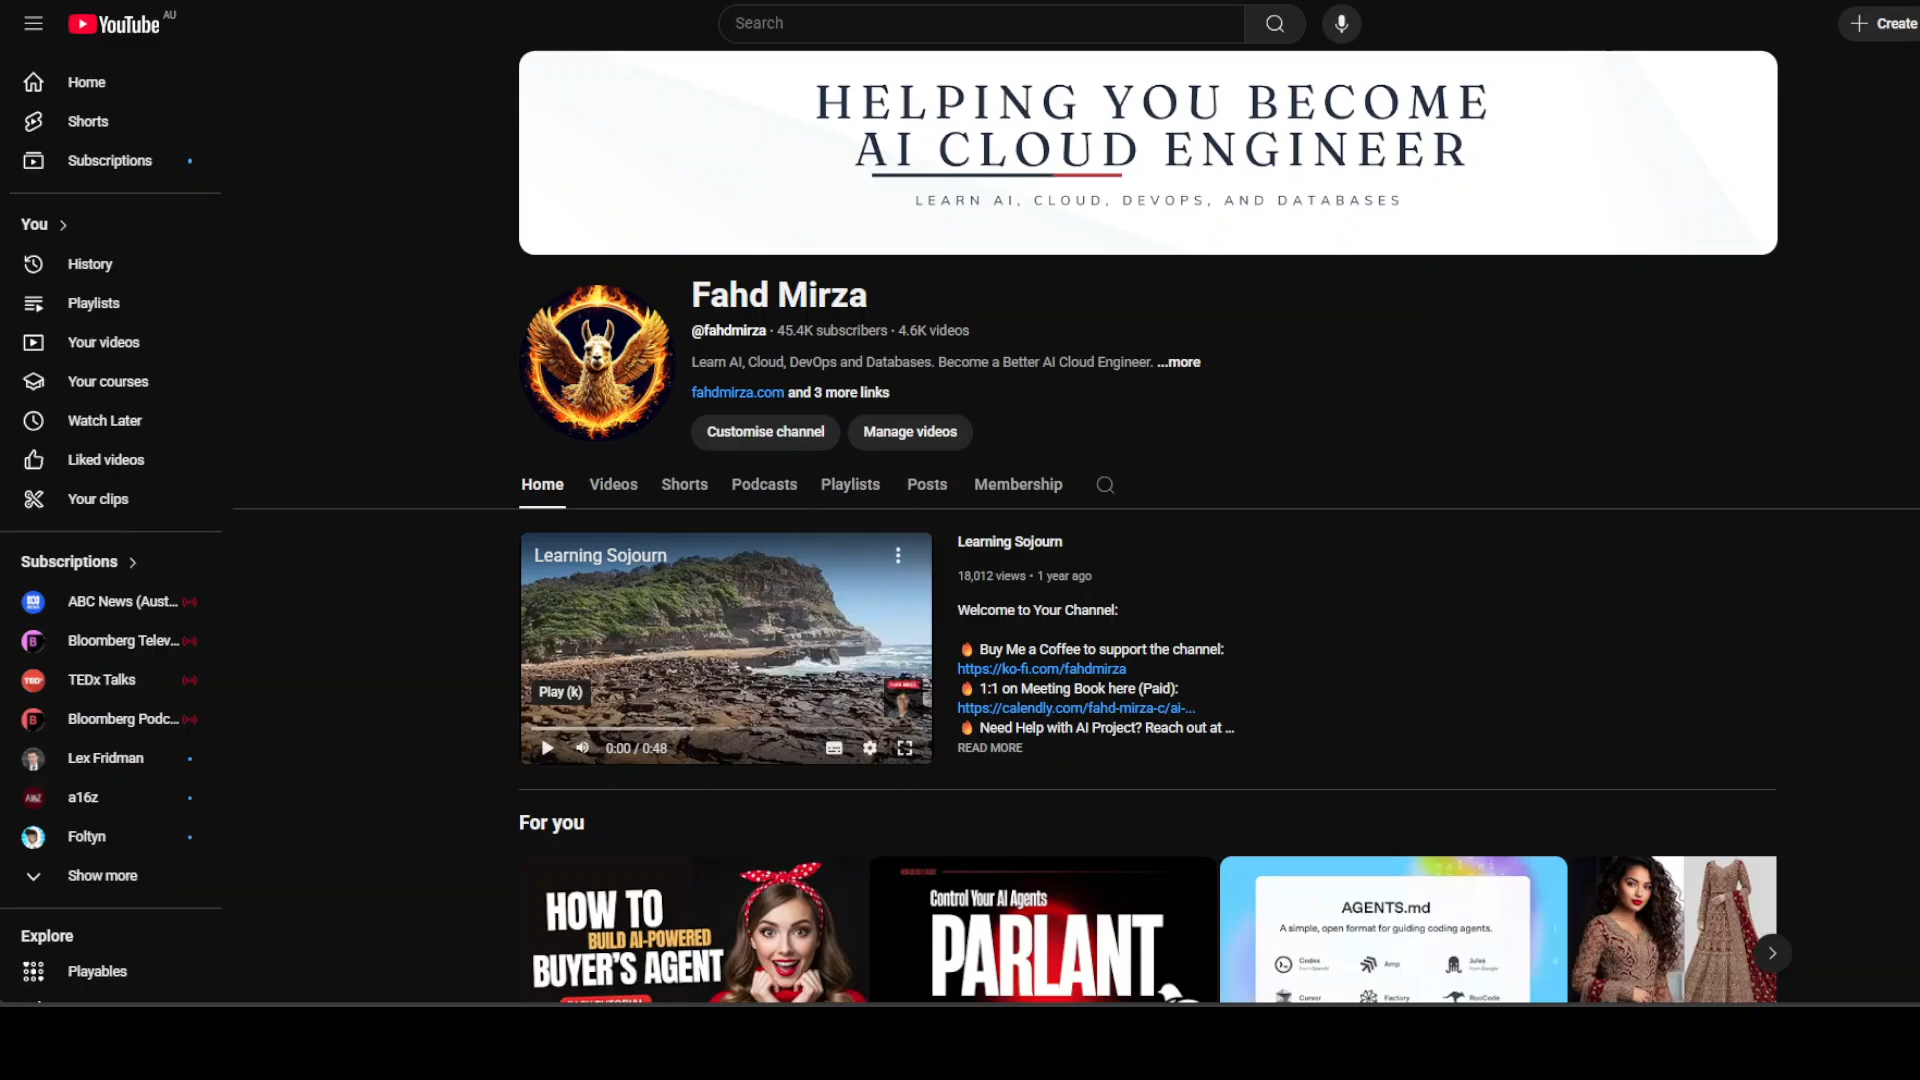 YouTube AU
Search
Create
Home
Shorts
Subscriptions
You
History
Playlists
Your videos
Your courses
Watch Later
Liked videos
Your clips
Subscriptions
ABC News (Aust...
Bloomberg Telev...
TEDx Talks
Bloomberg Podc...
Lex Fridman
a16z
Foltyn
Show more
Explore
Playables
HELPING YOU BECOME
AI CLOUD ENGINEER
LEARN AI, CLOUD, DEVOPS, AND DATABASES
Fahd Mirza
@fahdmirza · 45.4K subscribers · 4.6K videos
Learn AI, Cloud, DevOps and Databases. Become a Better AI Cloud Engineer. ...more
fahdmirza.com and 3 more links
Customise channel
Manage videos
Home
Videos
Shorts
Podcasts
Playlists
Posts
Membership
Learning Sojourn
Play (k)
0:00 / 0:48
Learning Sojourn
18,012 views • 1 year ago
Welcome to Your Channel:
🔥 Buy Me a Coffee to support the channel:
https://ko-fi.com/fahdmirza
🔥 1:1 on Meeting Book here (Paid):
https://calendly.com/fahd-mirza-c/ai-...
🔥 Need Help with AI Project? Reach out at ...
READ MORE
For you
HOW TO
BUILD AI-POWERED
BUYER'S AGENT
Control Your AI Agents
PARLANT
AGENTS.md
A simple, open format for guiding coding agents.
Codex
Amp
Jules
Cursor
Factory
RooCode